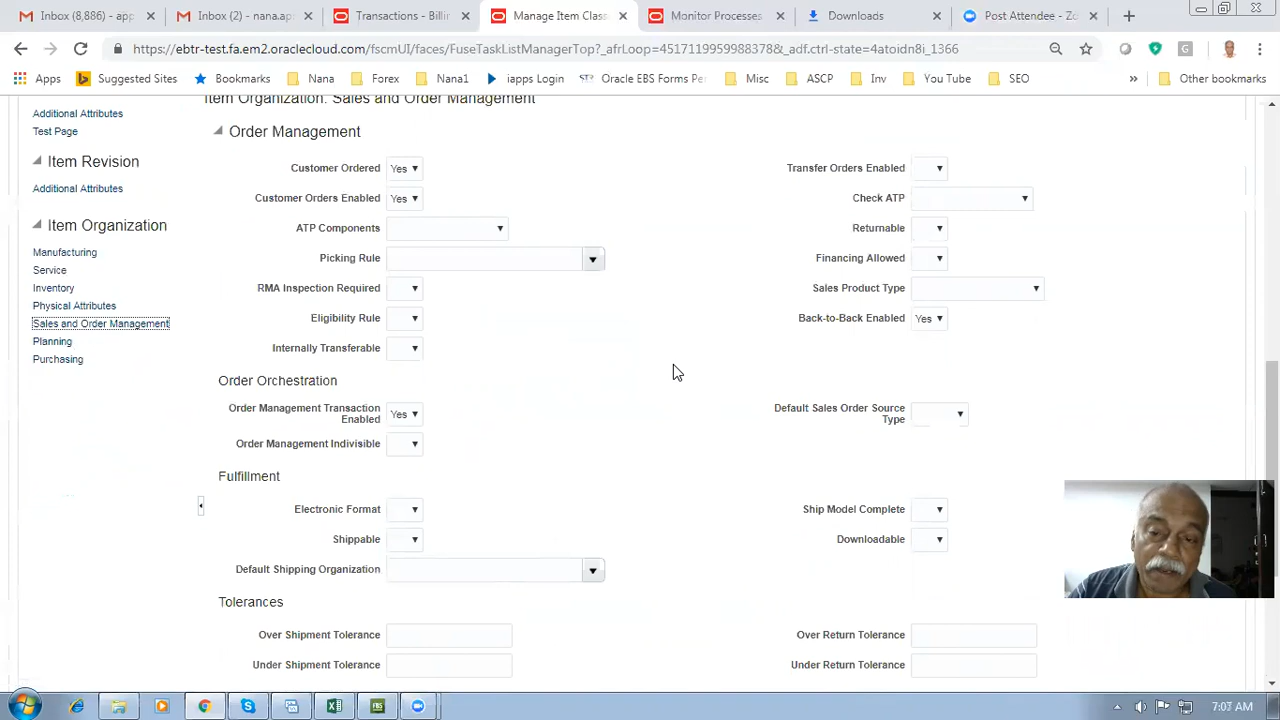 Inbox (8,886) - app
Inbox (2) - nana.ap
Transactions - Billin
Manage Item Class
Monitor Processe
Downloads
Post Attendee - Zo
https://ebtr-test.fa.em2.oraclecloud.com/fscmUI/faces/FuseTaskListManagerTop?_afrLoop=45171195998837&_adf.ctrl-state=4atoidn8i_1366
Apps
Suggested Sites
Bookmarks
Nana
Forex
Nana1
iapps Login
Oracle EBS Forms Pe
Misc
ASCP
Inv
You Tube
SEO
»
Other bookmarks
Item Organization: Sales and Order Management
Additional Attributes
Test Page
Item Revision
Additional Attributes
Item Organization
Manufacturing
Service
Inventory
Physical Attributes
Sales and Order Management
Planning
Purchasing
Order Management
Customer Ordered Yes
Transfer Orders Enabled
Customer Orders Enabled Yes
Check ATP
ATP Components
Returnable
Picking Rule
Financing Allowed
RMA Inspection Required
Sales Product Type
Eligibility Rule
Back-to-Back Enabled Yes
Internally Transferable
Order Orchestration
Order Management Transaction
Enabled Yes
Default Sales Order Source
Type
Order Management Indivisible
Fulfillment
Electronic Format
Ship Model Complete
Shippable
Downloadable
Default Shipping Organization
Tolerances
Over Shipment Tolerance
Over Return Tolerance
Under Shipment Tolerance
Under Return Tolerance
7:03 AM